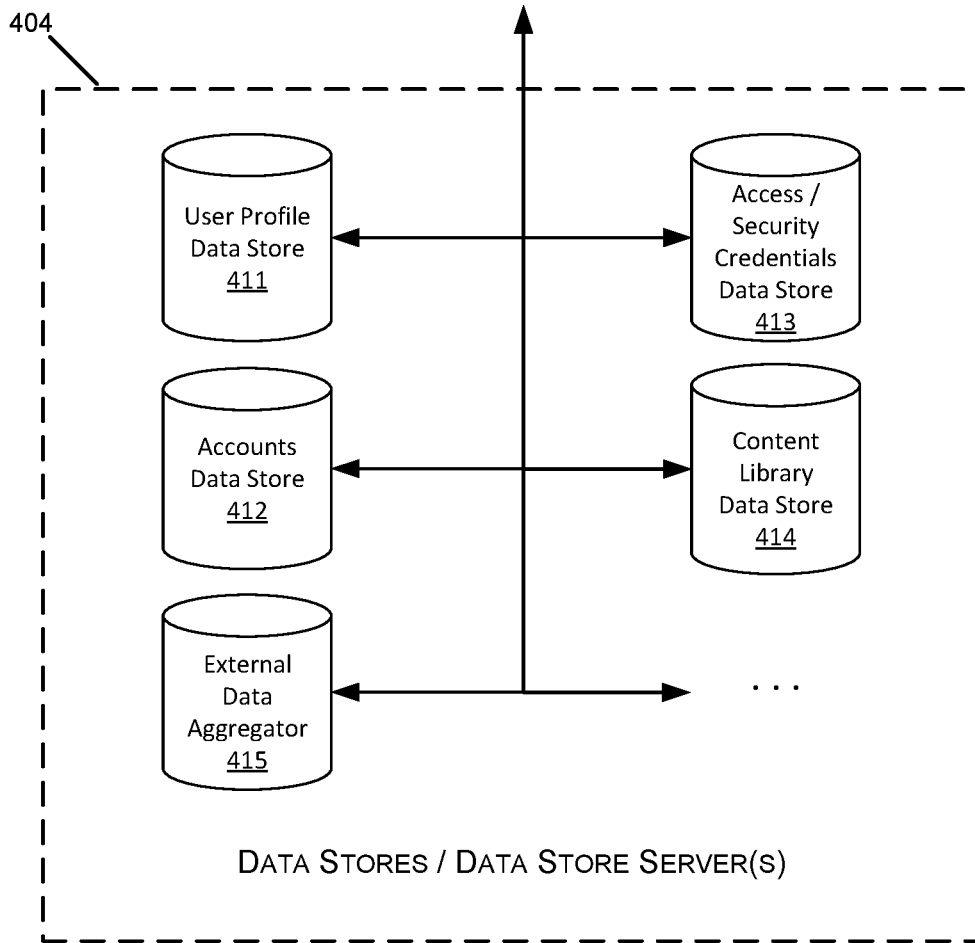 404
User Profile
Data Store
411
Access /
Security
Credentials
Data Store
413
Accounts
Data Store
412
Content
Library
Data Store
414
External
Data
Aggregator
415
. . .
DATA STORES / DATA STORE SERVER(S)